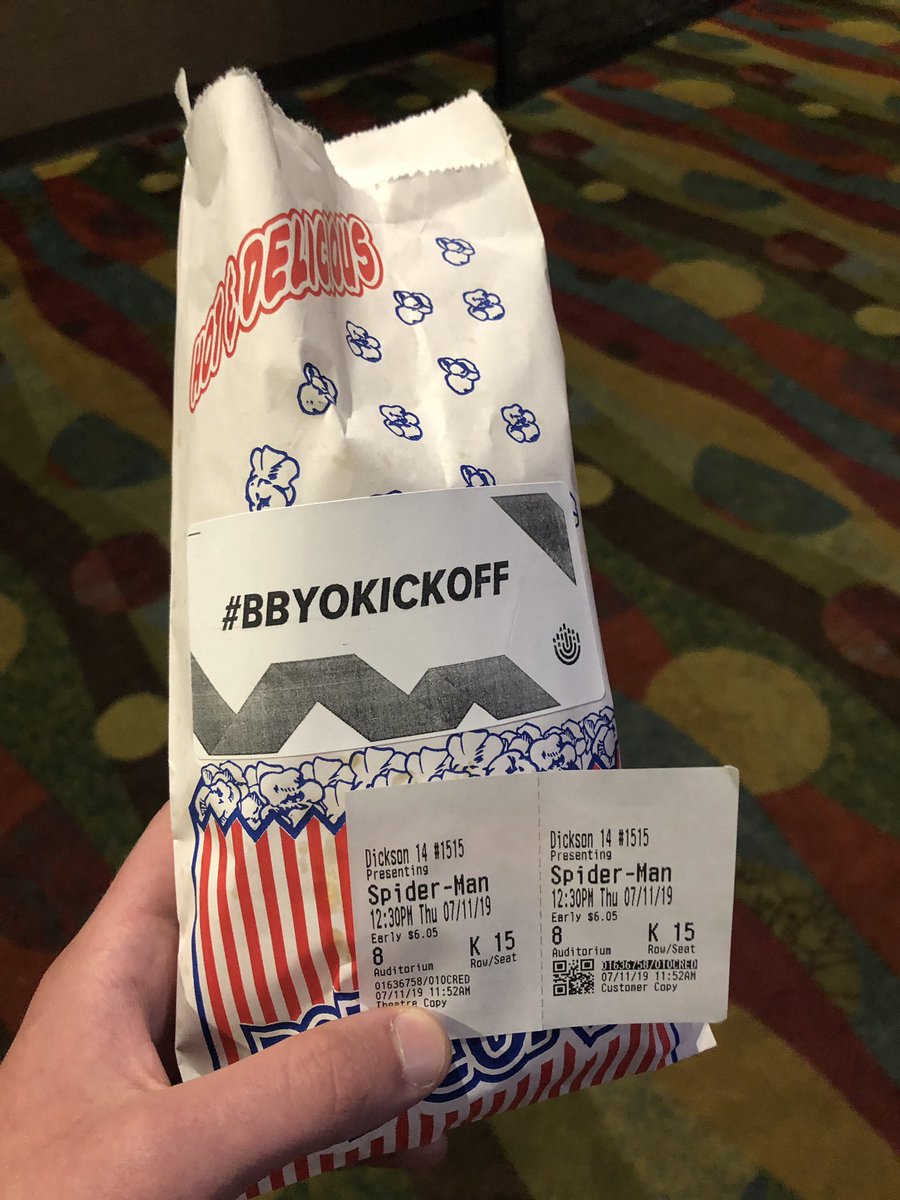 HOT & DELICIOUS
#BBYOKICKOFF
Dickson 14 #1515
Presenting
Spider-Man
12:30PM Thu 07/11/19
Early $6.05
8
Auditorium
K 15
Row/Seat
01636758/010CRED
07/11/19 11:52AM
Theatre Copy
Dickson 14 #1515
Presenting
Spider-Man
12:30PM Thu 07/11/19
Early $6.05
8
Auditorium
K 15
Row/Seat
01636758/010CRED
07/11/19 11:52AM
Customer Copy